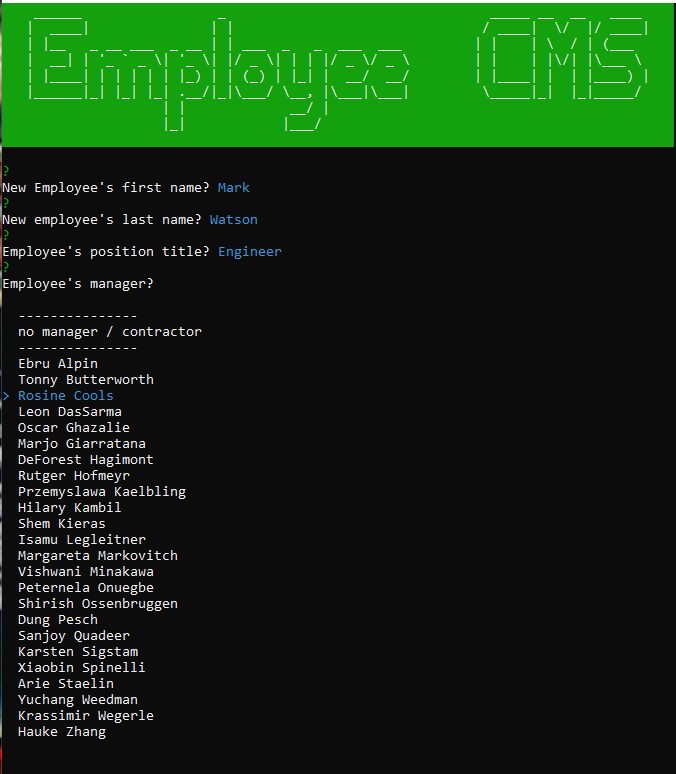 Employee CMS
?
New Employee's first name? Mark
?
New employee's last name? Watson
?
Employee's position title? Engineer
?
Employee's manager?
---------------
no manager / contractor
---------------
Ebru Alpin
Tonny Butterworth
> Rosine Cools
Leon DasSarma
Oscar Ghazalie
Marjo Giarratana
DeForest Hagimont
Rutger Hofmeyr
Przemyslawa Kaelbling
Hilary Kambil
Shem Kieras
Isamu Legleitner
Margareta Markovitch
Vishwani Minakawa
Peternela Onuegbe
Shirish Ossenbruggen
Dung Pesch
Sanjoy Quadeer
Karsten Sigstam
Xiaobin Spinelli
Arie Staelin
Yuchang Weedman
Krassimir Wegerle
Hauke Zhang